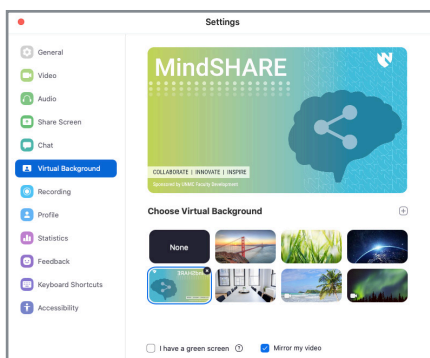 Settings
General
Video
Audio
Share Screen
Chat
Virtual Background
Recording
Profile
Statistics
Feedback
Keyboard Shortcuts
Accessibility
MindSHARE
N
COLLABORATE | INNOVATE | INSPIRE
Sponsored by UNMC Faculty Development
Choose Virtual Background
None
MindSHARE
I have a green screen
Mirror my video